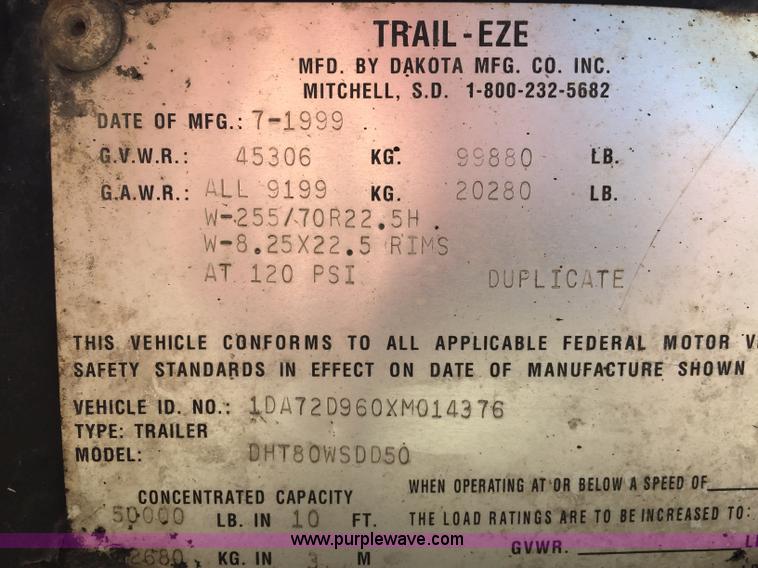 TRAIL-EZE
MFD. BY DAKOTA MFG. CO. INC.
MITCHELL, S.D. 1-800-232-5682
DATE OF MFG.: 7-1999
G.V.W.R.: 45306 KG. 99880 LB.
G.A.W.R.: ALL 9199 KG. 20280 LB.
W-255/70R22.5H
W-8.25X22.5 RIMS
AT 120 PSI DUPLICATE
THIS VEHICLE CONFORMS TO ALL APPLICABLE FEDERAL MOTOR V
SAFETY STANDARDS IN EFFECT ON DATE OF MANUFACTURE SHOWN
VEHICLE ID. NO.: 1DA72D960XM014376
TYPE: TRAILER
MODEL: DHT80WSDD50
CONCENTRATED CAPACITY
50000 LB. IN 10 FT.
KG. IN 3 M
WHEN OPERATING AT OR BELOW A SPEED OF
THE LOAD RATINGS ARE TO BE INCREASED TO:
GVWR.
www.purplewave.com